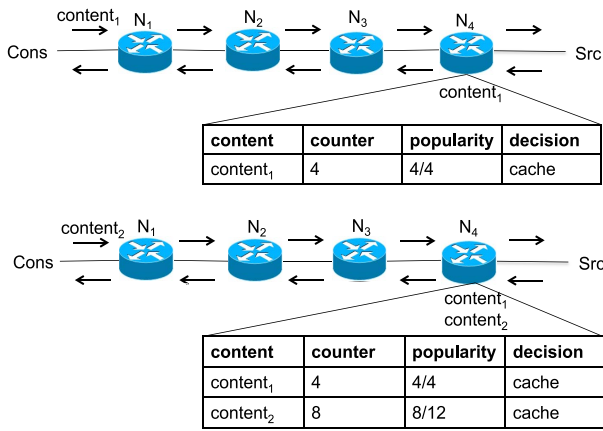 content₁ N₁ N₂ N₃ N₄
Cons Src
content₁
content counter popularity decision
content₁ 4 4/4 cache
content₂ N₁ N₂ N₃ N₄
Cons Src
content₁
content₂
content counter popularity decision
content₁ 4 4/4 cache
content₂ 8 8/12 cache